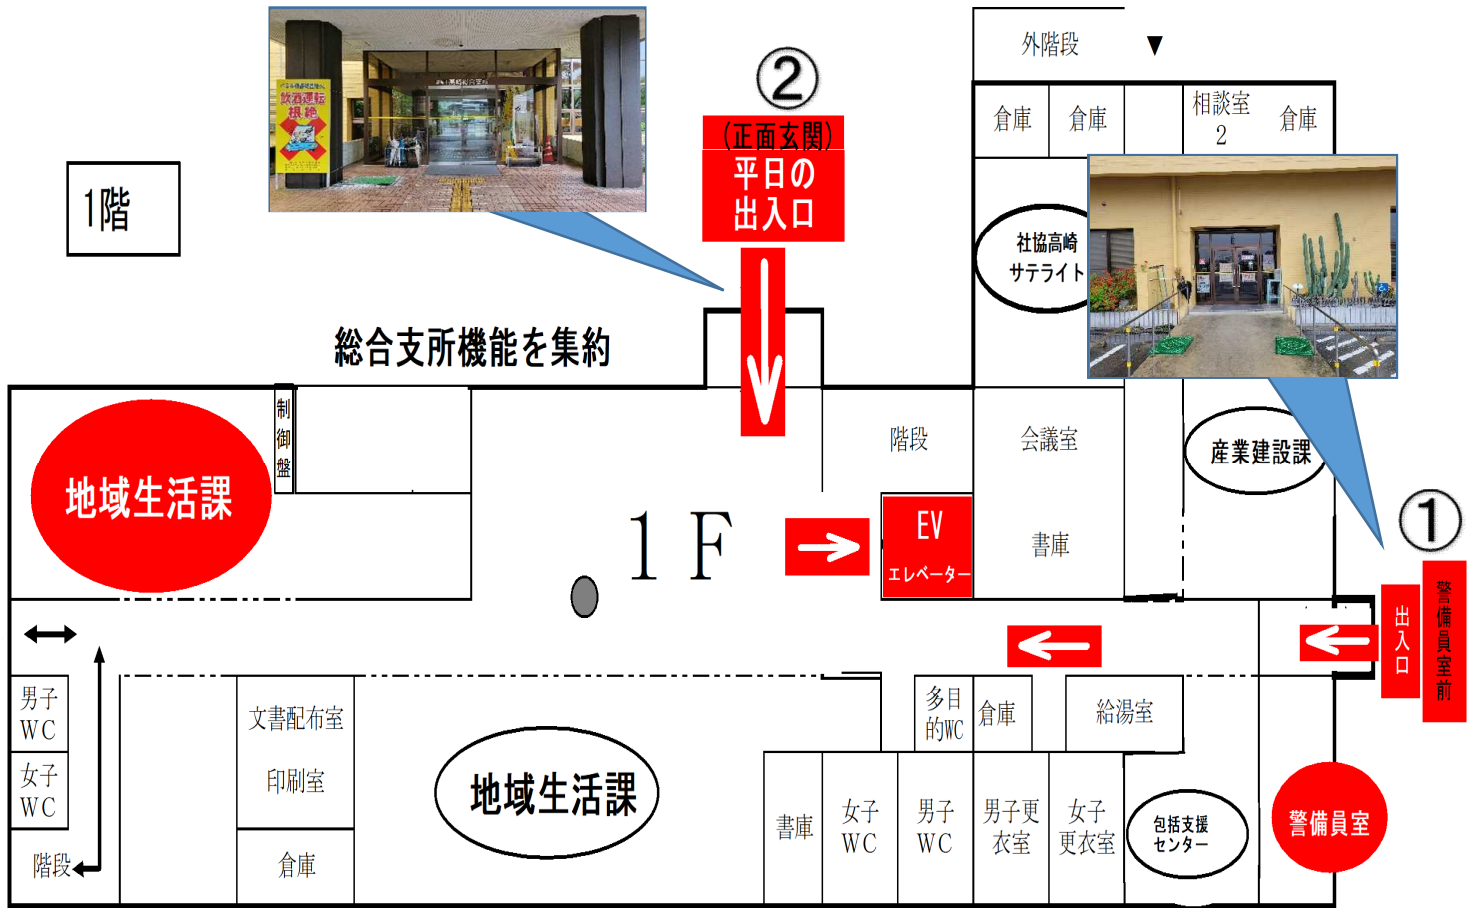 外階段
▼
②
(正面玄関)
平日の
出入口
飲酒運転
根絶
倉庫
倉庫
相談室
2
倉庫
1階
社協高崎
サテライト
総合支所機能を集約
制
御
盤
階段
会議室
産業建設課
地域生活課
1F
EV
エレベーター
書庫
①
警備員室前
出入口
男子
WC
女子
WC
階段
文書配布室
印刷室
倉庫
地域生活課
多目
的WC
倉庫
給湯室
書庫
女子
WC
男子
WC
男子更
衣室
女子
更衣室
包括支援
センター
警備員室